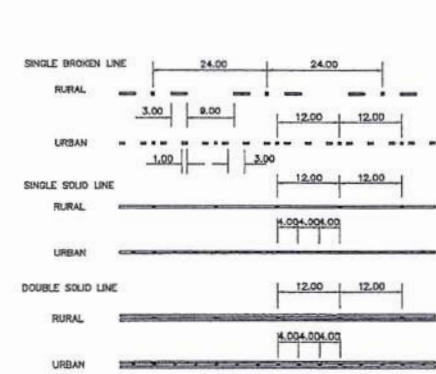 24.00 24.00
SINGLE BROKEN LINE
RURAL
3.00 9.00
12.00 12.00
URBAN
1.00 3.00
12.00 12.00
SINGLE SOLID LINE
RURAL
4.00 4.00 4.00
URBAN
12.00 12.00
DOUBLE SOLID LINE
RURAL
4.00 4.00 4.00
URBAN